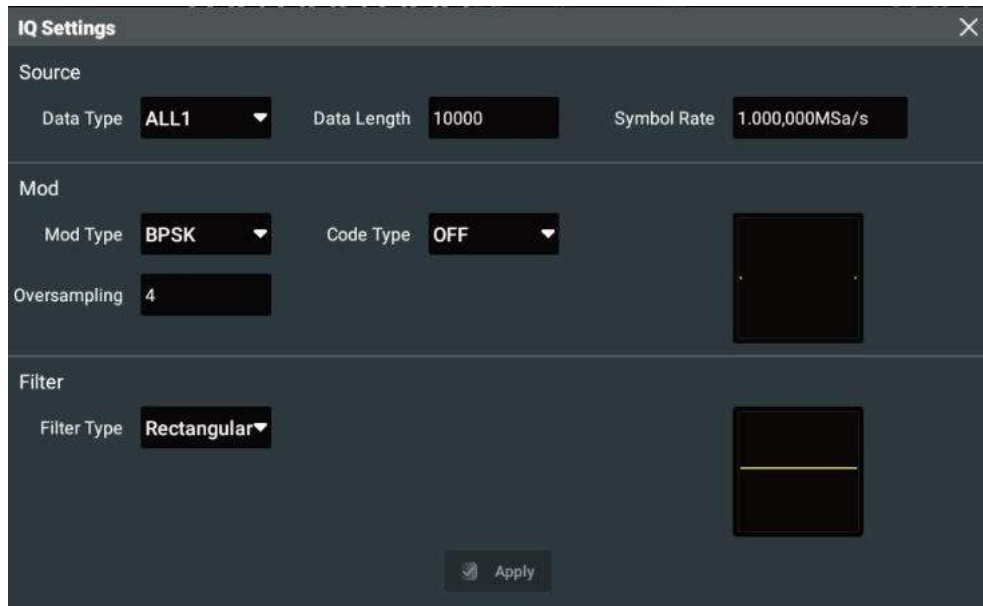 IQ Settings
Source
Data Type ALL1 Data Length 10000 Symbol Rate 1.000,000MSa/s
Mod
Mod Type BPSK Code Type OFF
Oversampling 4
Filter
Filter Type Rectangular
Apply